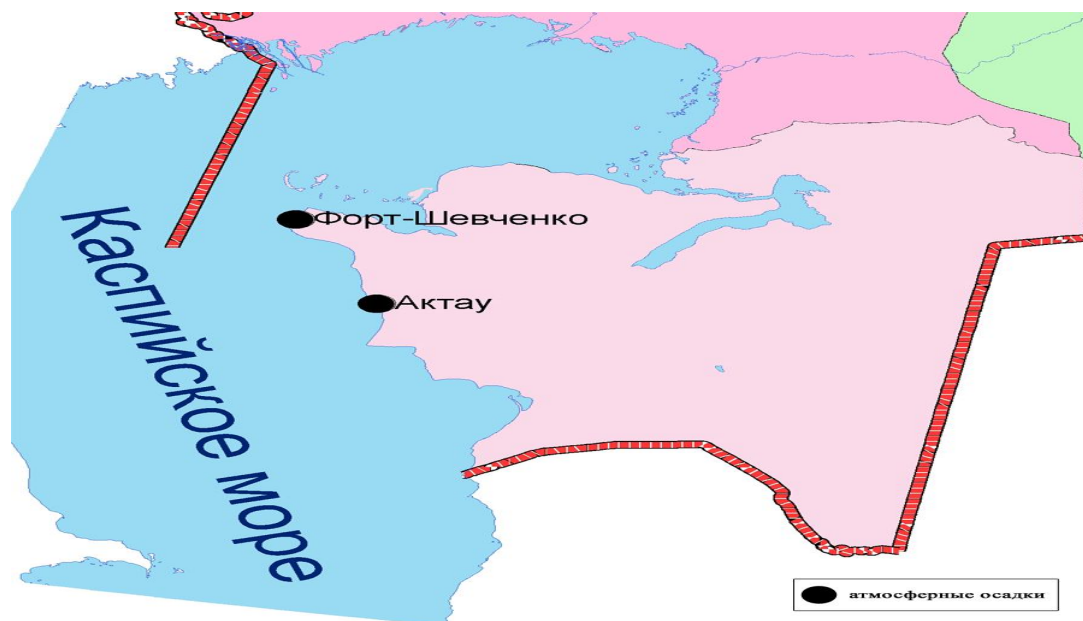 Форт-Шевченко
Актау
Каспийское море
атмосферные осадки